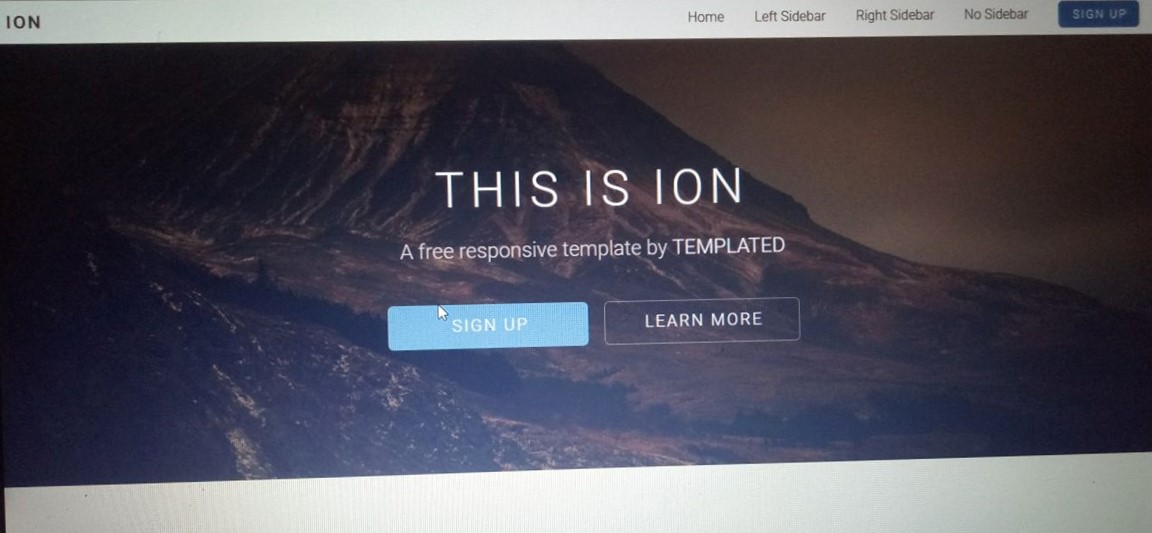 ION
Home Left Sidebar Right Sidebar No Sidebar SIGN UP
THIS IS ION
A free responsive template by TEMPLATED
SIGN UP LEARN MORE